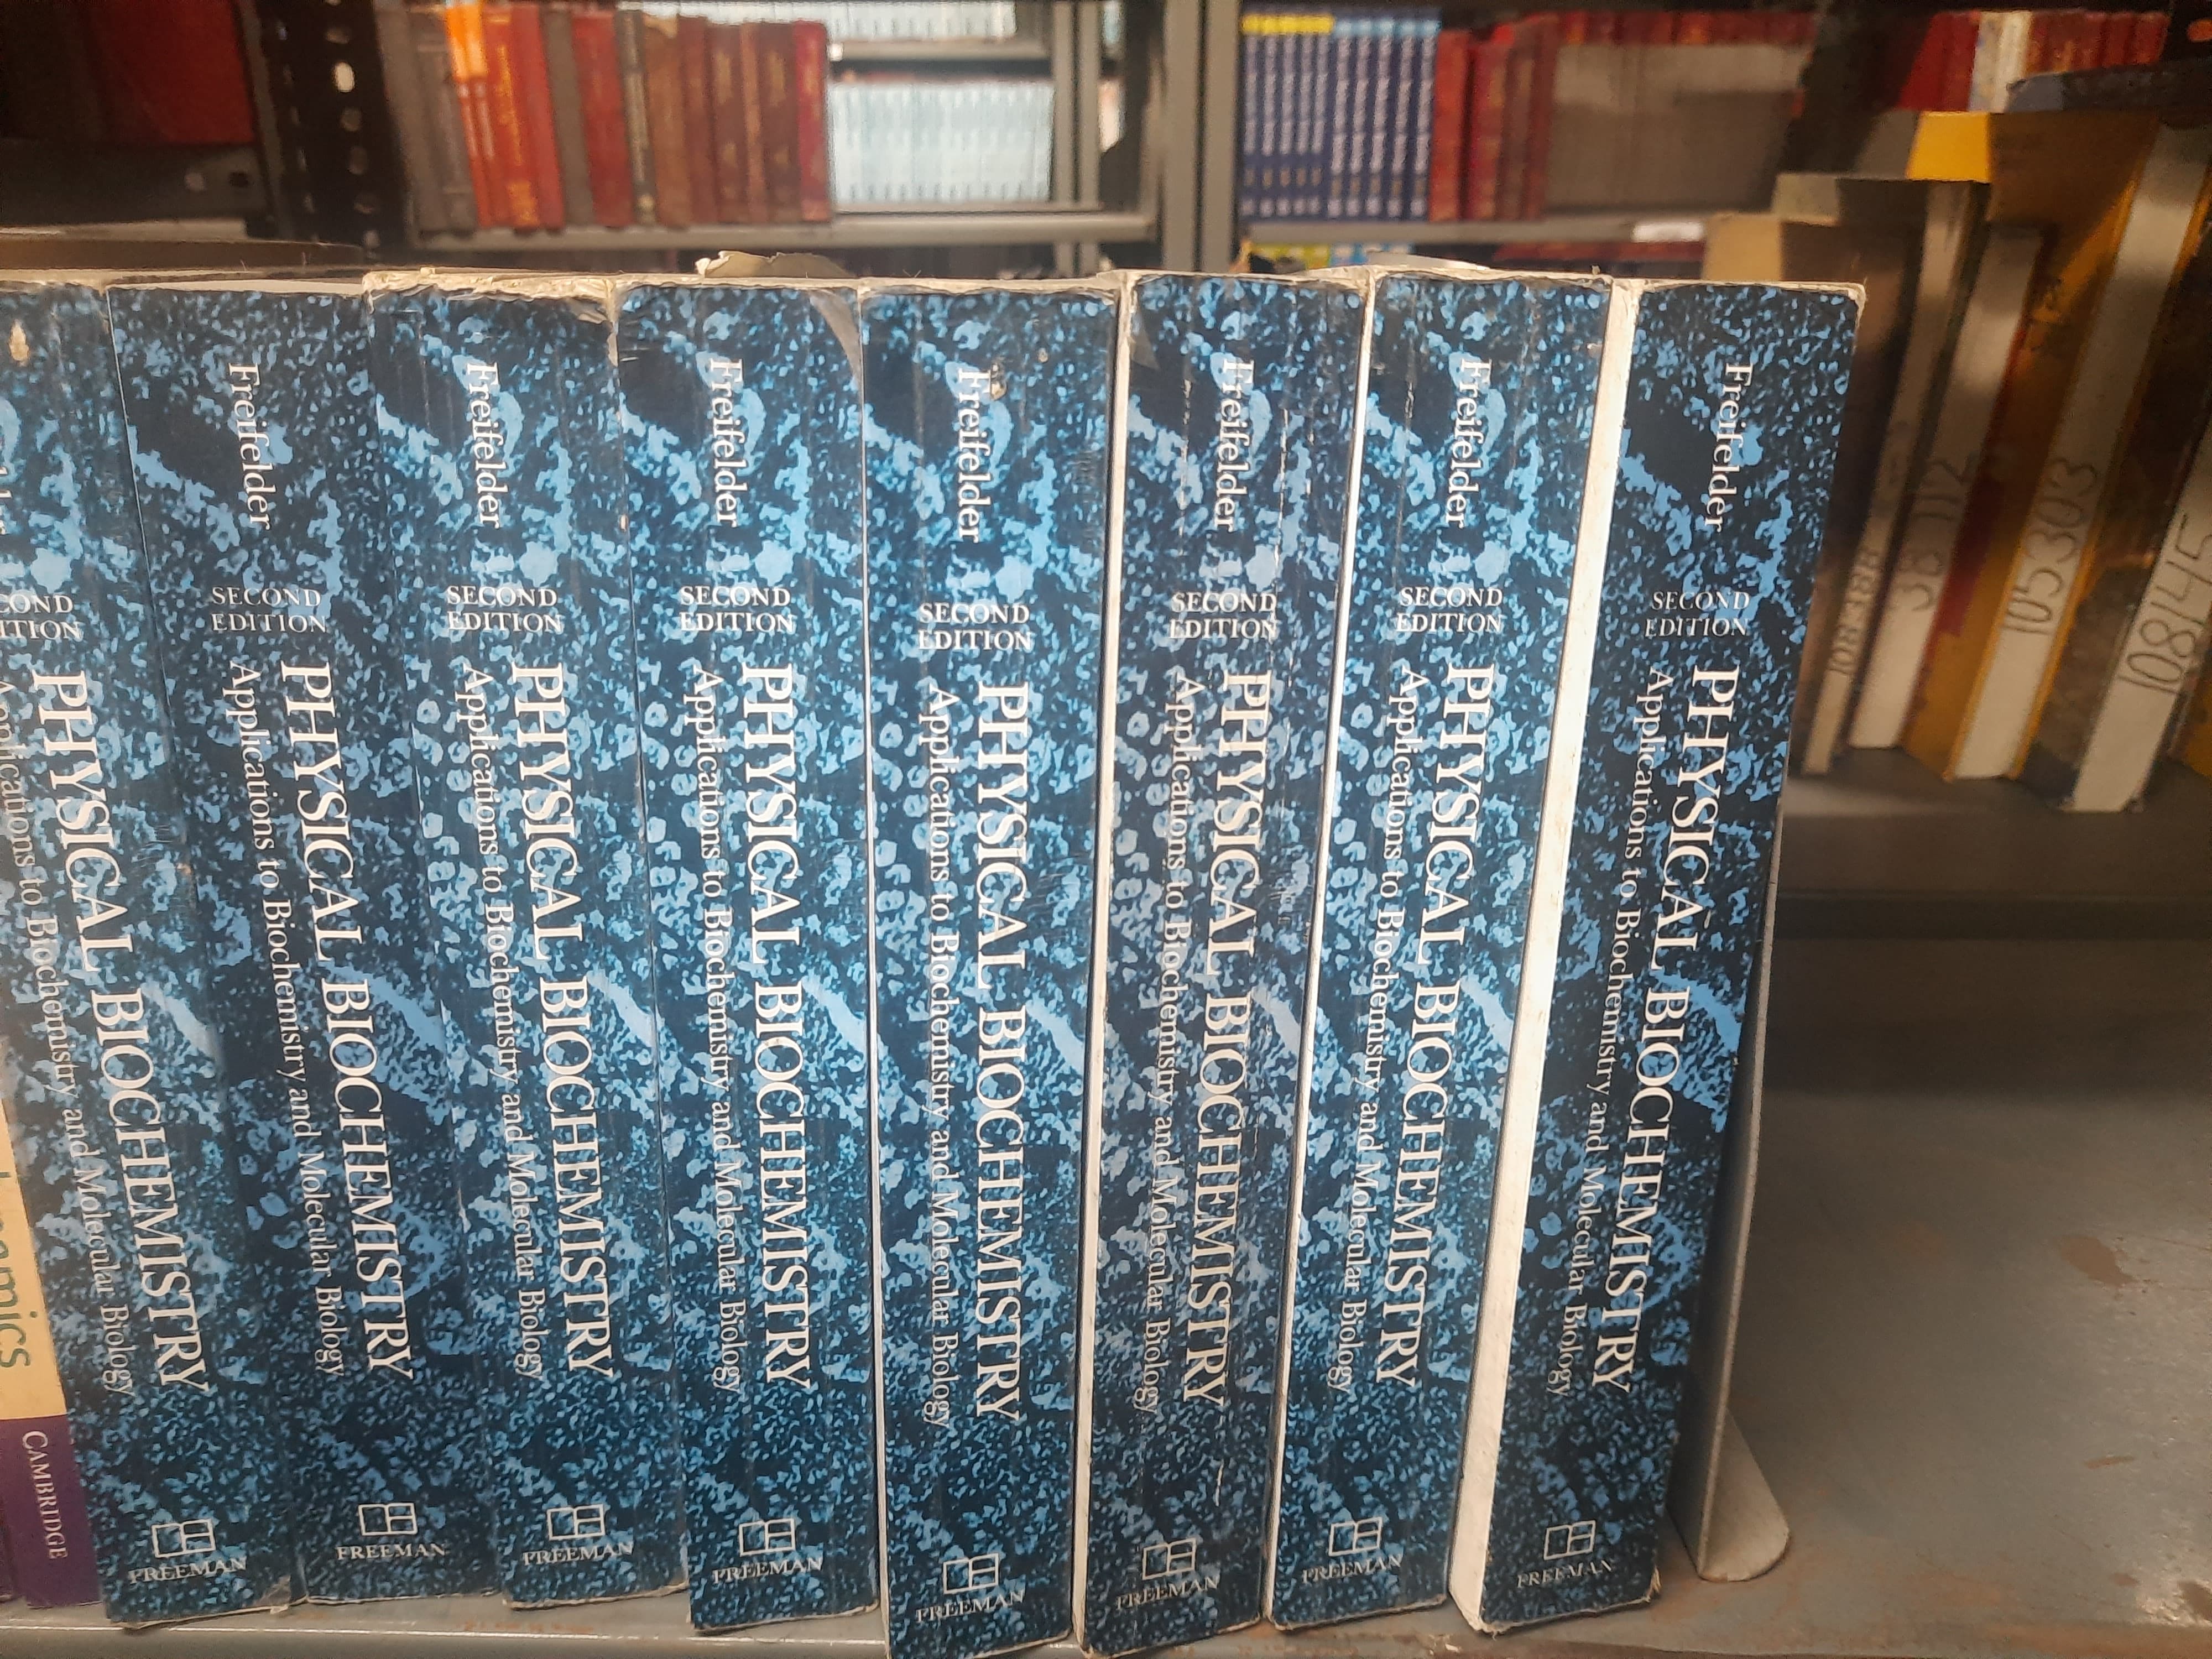 SECOND
EDITION
PHYSICAL BIOCHEMISTRY
Applications to Biochemistry and Molecular Biology
FREEMAN
CAMBRIDGE
Freifelder
SECOND
EDITION
PHYSICAL BIOCHEMISTRY
Applications to Biochemistry and Molecular Biology
FREEMAN
Freifelder
SECOND
EDITION
PHYSICAL BIOCHEMISTRY
Applications to Biochemistry and Molecular Biology
FREEMAN
Freifelder
SECOND
EDITION
PHYSICAL BIOCHEMISTRY
Applications to Biochemistry and Molecular Biology
FREEMAN
Freifelder
SECOND
EDITION
PHYSICAL BIOCHEMISTRY
Applications to Biochemistry and Molecular Biology
FREEMAN
Freifelder
SECOND
EDITION
PHYSICAL BIOCHEMISTRY
Applications to Biochemistry and Molecular Biology
FREEMAN
Freifelder
SECOND
EDITION
PHYSICAL BIOCHEMISTRY
Applications to Biochemistry and Molecular Biology
FREEMAN
Freifelder
SECOND
EDITION
PHYSICAL BIOCHEMISTRY
Applications to Biochemistry and Molecular Biology
FREEMAN
105303
108145